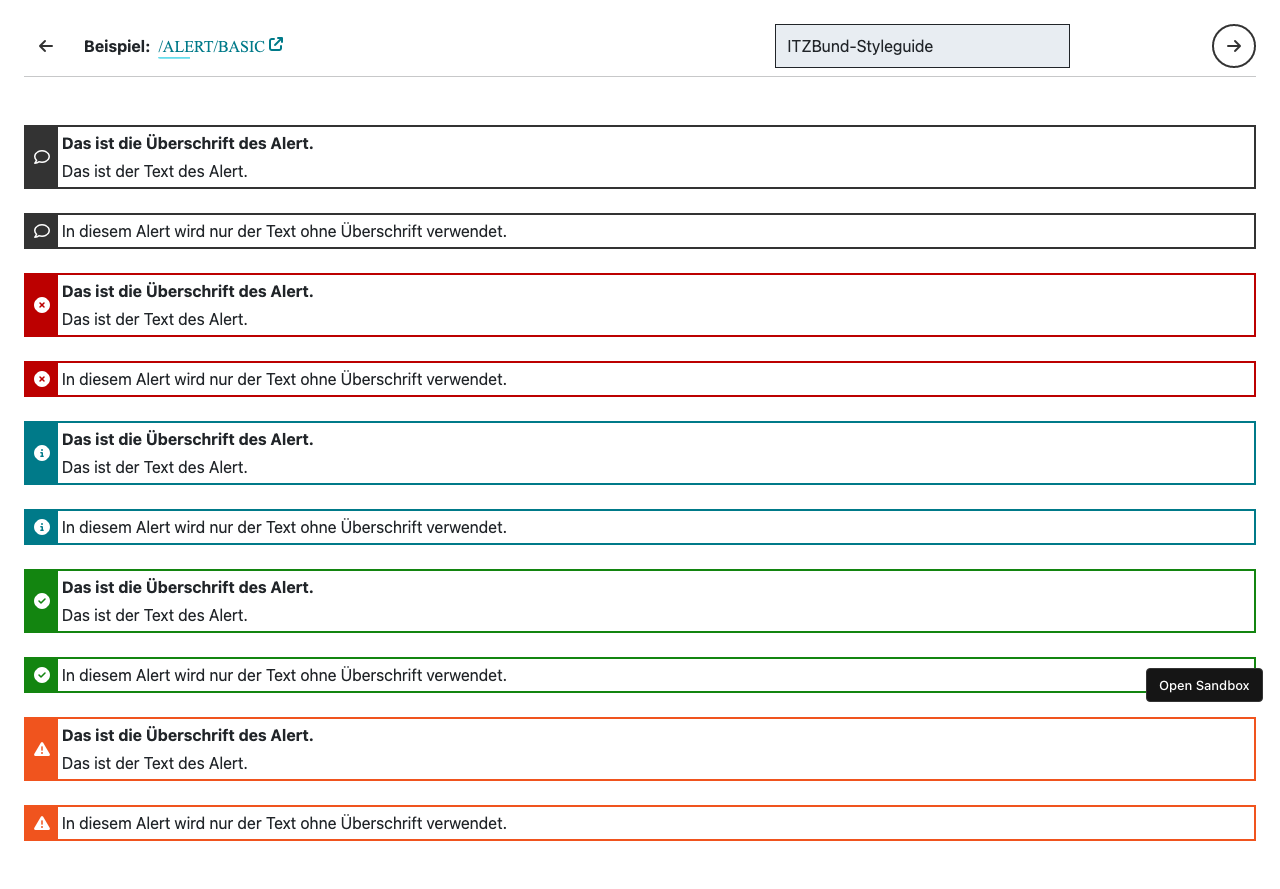 Beispiel: /ALERT/BASIC
ITZBund-Styleguide
Das ist die Überschrift des Alert.
Das ist der Text des Alert.
In diesem Alert wird nur der Text ohne Überschrift verwendet.
Das ist die Überschrift des Alert.
Das ist der Text des Alert.
In diesem Alert wird nur der Text ohne Überschrift verwendet.
Das ist die Überschrift des Alert.
Das ist der Text des Alert.
In diesem Alert wird nur der Text ohne Überschrift verwendet.
Das ist die Überschrift des Alert.
Das ist der Text des Alert.
In diesem Alert wird nur der Text ohne Überschrift verwendet.
Open Sandbox
Das ist die Überschrift des Alert.
Das ist der Text des Alert.
In diesem Alert wird nur der Text ohne Überschrift verwendet.